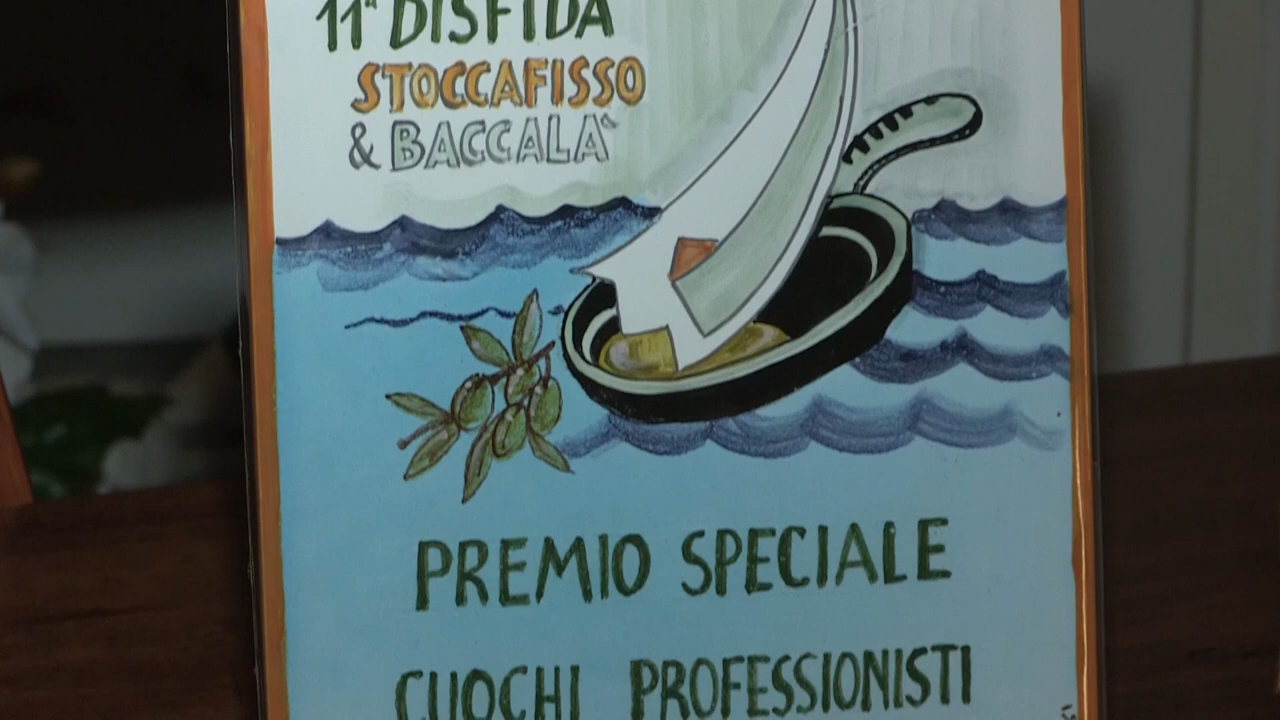 11ª DISFIDA
STOCCAFISSO
& BACCALÀ
PREMIO SPECIALE
CUOCHI PROFESSIONISTI